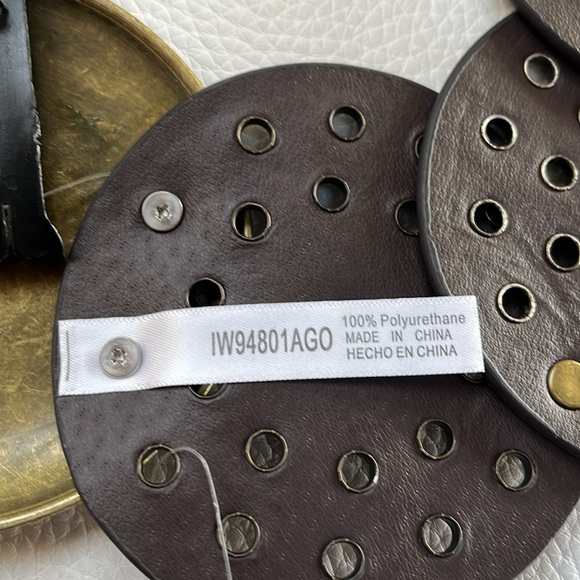 IW94801AGO
100% Polyurethane
MADE IN CHINA
HECHO EN CHINA